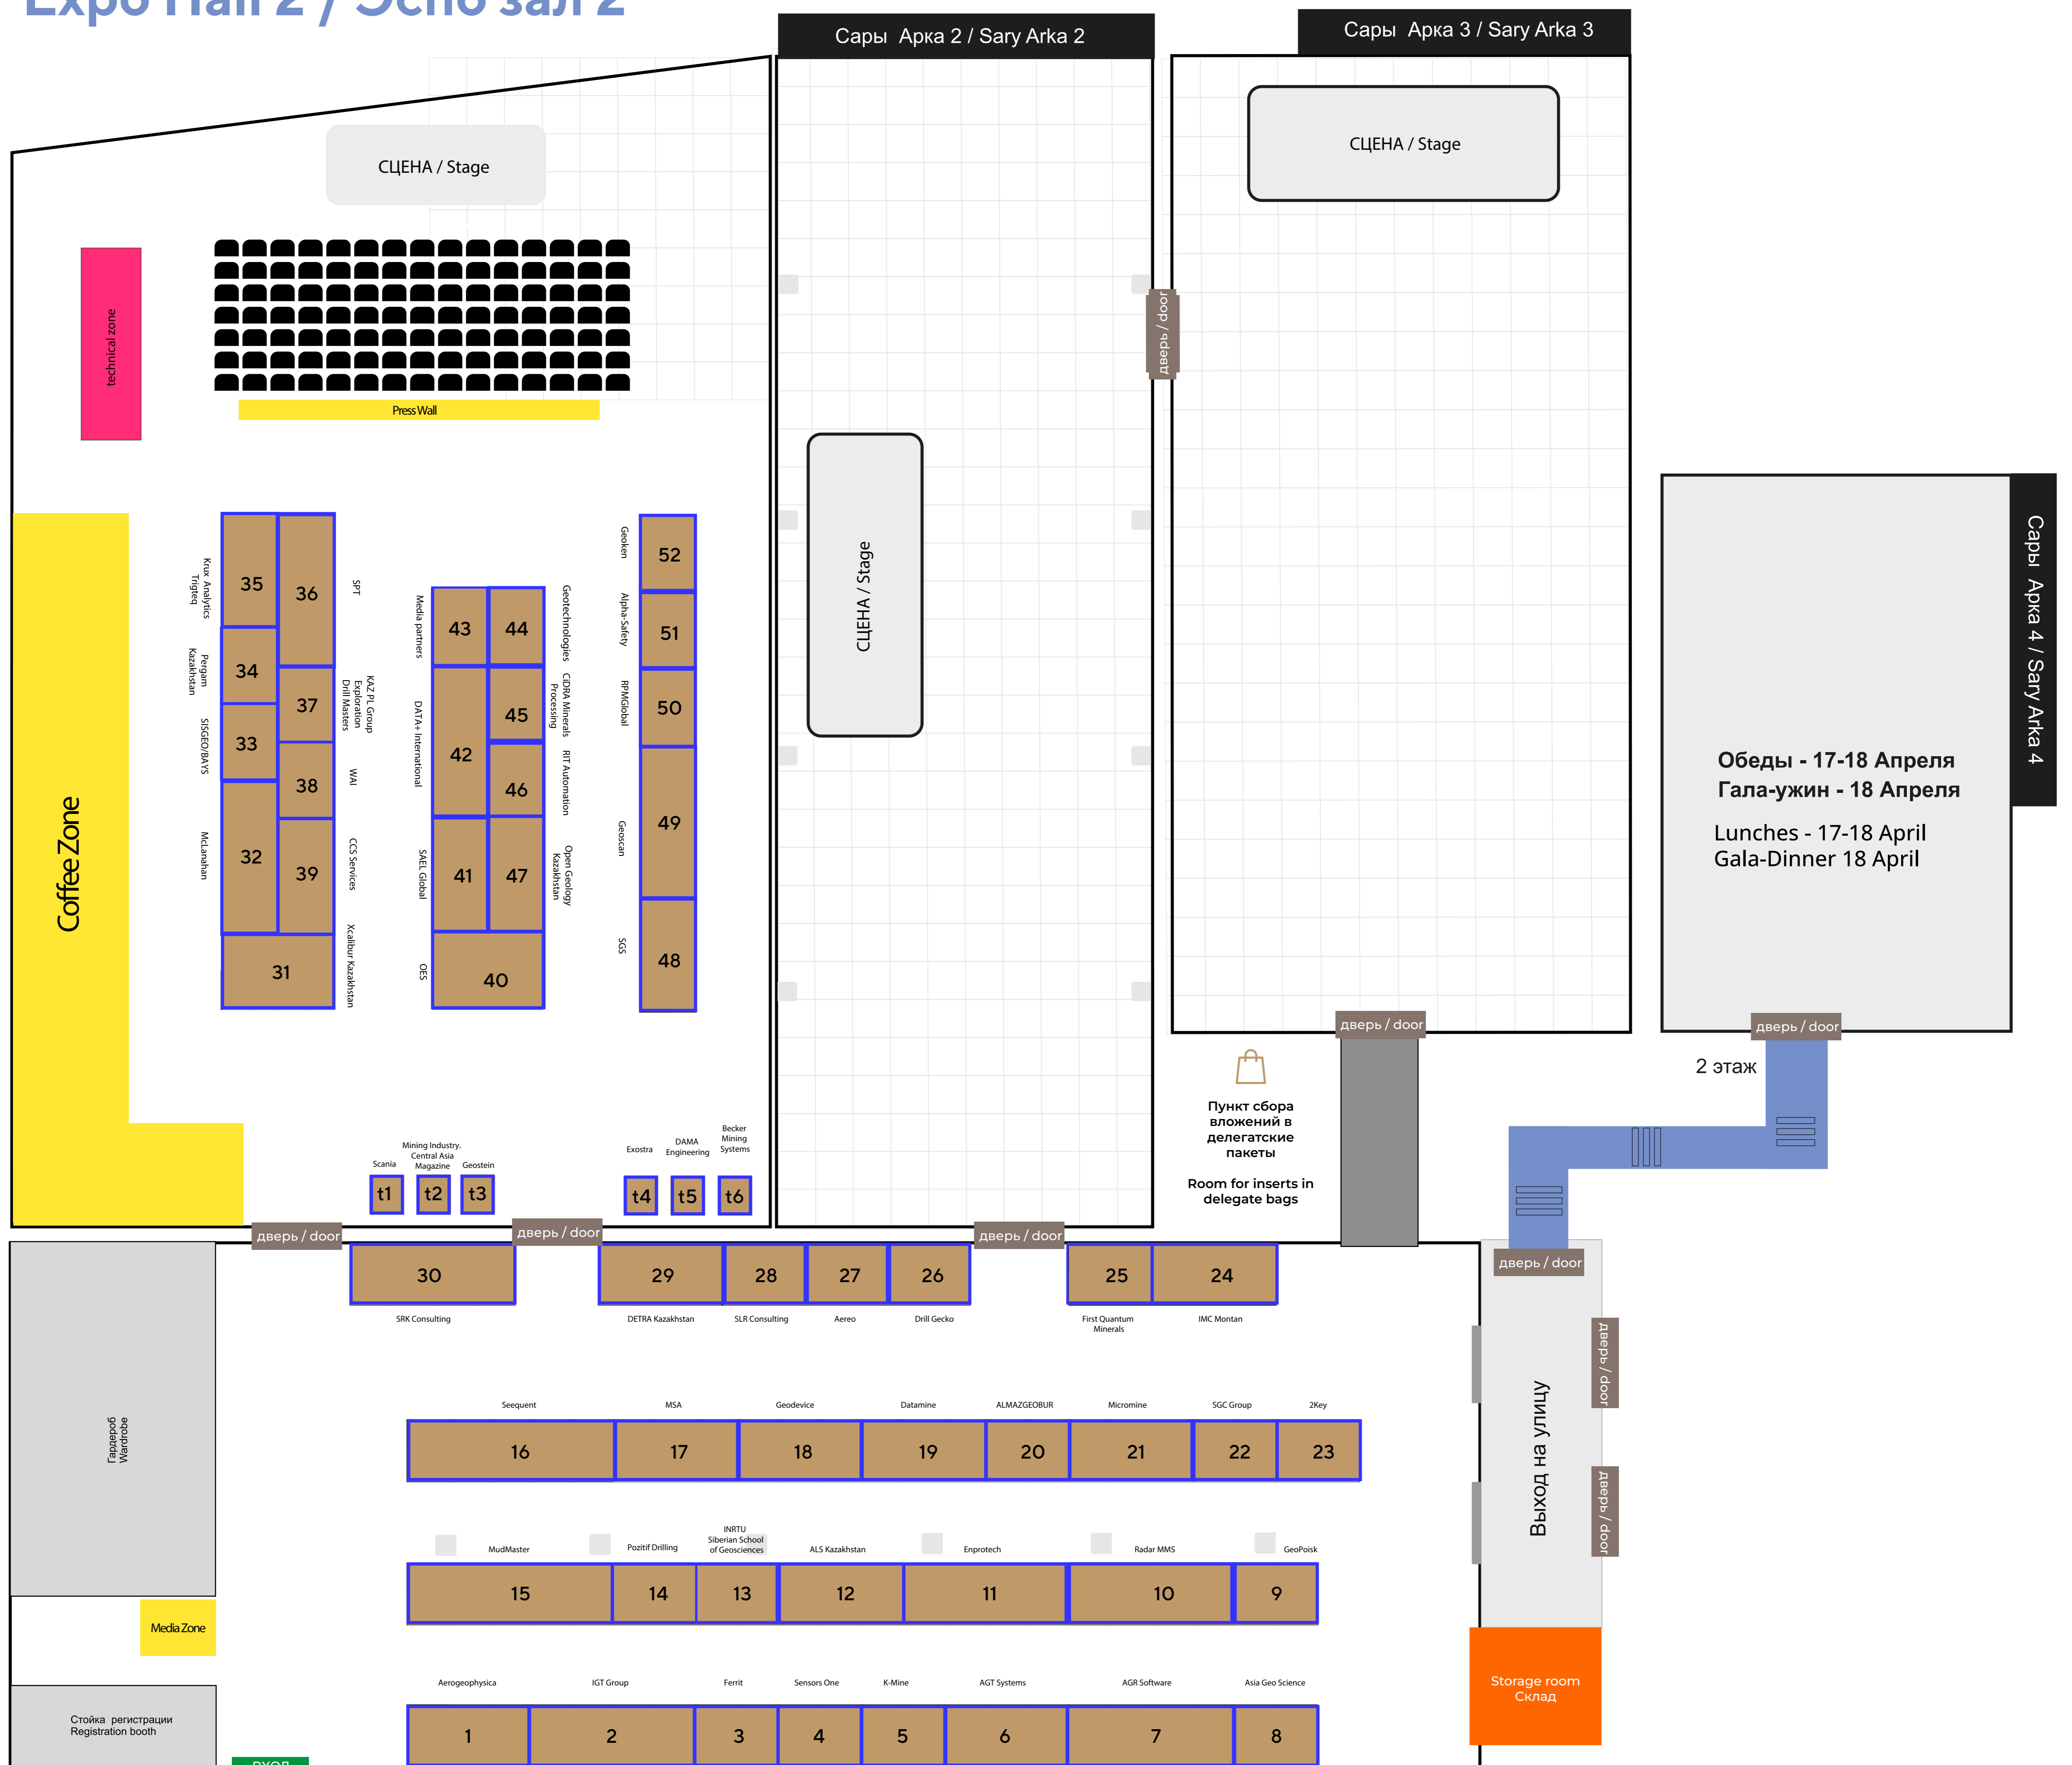 Expo Hall 2 / Экспо зал 2
Сары Арка 2 / Sary Arka 2
Сары Арка 3 / Sary Arka 3
СЦЕНА / Stage
СЦЕНА / Stage
technical zone
Press Wall
дверь / door
СЦЕНА / Stage
Сары Арка 4 / Sary Arka 4
Обеды - 17-18 Апреля
Гала-ужин - 18 Апреля
Lunches - 17-18 April
Gala-Dinner 18 April
дверь / door
2 этаж
Coffee Zone
Krux Analytics
Trigteq
35
36
SPT
Pergam
Kazakhstan
34
37
KAZ PL Group
Exploration
Drill Masters
SISGEO/BAYS
33
38
WAI
McLanahan
32
39
CCS Services
31
Xcalibur Kazakhstan
Media partners
43
44
Geotechnologies
DATA+ International
42
45
CiDRA Minerals
Processing
46
RIT Automation
SAEL Global
41
47
Open Geology
Kazakhstan
OES
40
Geoken
52
Alpha-Safety
51
RPMGlobal
50
Geoscan
49
SGS
48
дверь / door
Пункт сбора
вложений в
делегатские
пакеты
Room for inserts in
delegate bags
Scania
t1
Mining Industry.
Central Asia
Magazine
t2
Geostein
t3
Exostra
t4
DAMA
Engineering
t5
Becker
Mining
Systems
t6
дверь / door
дверь / door
дверь / door
дверь / door
30
29
28
27
26
25
24
SRK Consulting
DETRA Kazakhstan
SLR Consulting
Aereo
Drill Gecko
First Quantum
Minerals
IMC Montan
Гардероб
Wardrobe
Выход на улицу
дверь / door
дверь / door
Seequent
MSA
Geodevice
Datamine
ALMAZGEOBUR
Micromine
SGC Group
2Key
16
17
18
19
20
21
22
23
MudMaster
Pozitif Drilling
INRTU
Siberian School
of Geosciences
ALS Kazakhstan
Enprotech
Radar MMS
GeoPoisk
15
14
13
12
11
10
9
Media Zone
Storage room
Склад
Aerogeophysica
IGT Group
Ferrit
Sensors One
K-Mine
AGT Systems
AGR Software
Asia Geo Science
1
2
3
4
5
6
7
8
Стойка регистрации
Registration booth
ВХОД